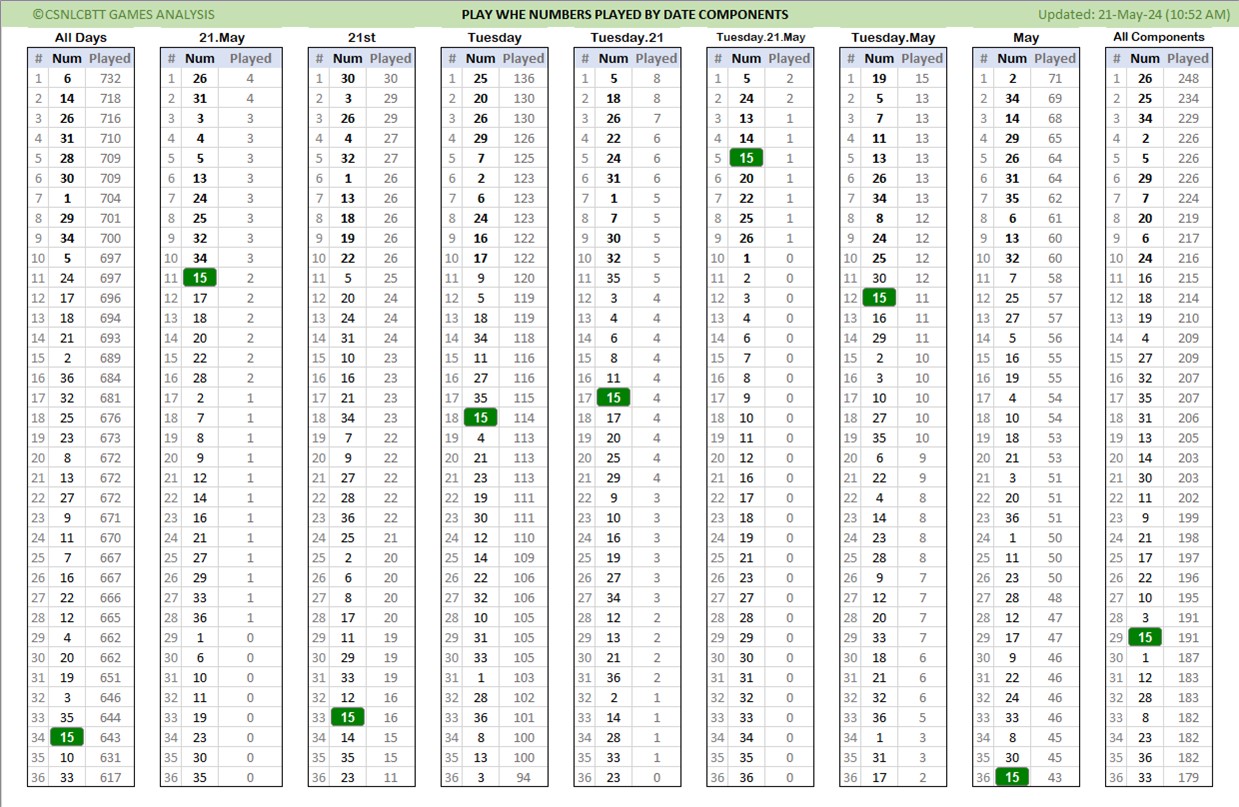 ©CSNLCBTT GAMES ANALYSIS PLAY WHE NUMBERS PLAYED BY DATE COMPONENTS Updated: 21-May-24 (10:52 AM)
All Days 21.May 21st Tuesday Tuesday.21 Tuesday.21.May Tuesday.May May All Components
# Num Played # Num Played # Num Played # Num Played # Num Played # Num Played # Num Played # Num Played # Num Played
1 6 732 1 26 4 1 30 30 1 25 136 1 5 8 1 5 2 1 19 15 1 2 71 1 26 248
2 14 718 2 31 4 2 3 29 2 20 130 2 18 8 2 24 2 2 5 13 2 34 69 2 25 234
3 26 716 3 3 3 3 26 29 3 26 130 3 26 7 3 13 1 3 7 13 3 14 68 3 34 229
4 31 710 4 4 3 4 4 27 4 29 126 4 22 6 4 14 1 4 11 13 4 29 65 4 2 226
5 28 709 5 5 3 5 32 27 5 7 125 5 24 6 5 15 1 5 13 13 5 26 64 5 5 226
6 30 709 6 13 3 6 1 26 6 2 123 6 31 6 6 20 1 6 26 13 6 31 64 6 29 226
7 1 704 7 24 3 7 13 26 7 6 123 7 1 5 7 22 1 7 34 13 7 35 62 7 7 224
8 29 701 8 25 3 8 18 26 8 24 123 8 7 5 8 25 1 8 8 12 8 6 61 8 20 219
9 34 700 9 32 3 9 19 26 9 16 122 9 30 5 9 26 1 9 24 12 9 13 60 9 6 217
10 5 697 10 34 3 10 22 26 10 17 122 10 32 5 10 1 0 10 25 12 10 32 60 10 24 216
11 24 697 11 15 2 11 5 25 11 9 120 11 35 5 11 2 0 11 30 12 11 7 58 11 16 215
12 17 696 12 17 2 12 20 24 12 5 119 12 3 4 12 3 0 12 15 11 12 25 57 12 18 214
13 18 694 13 18 2 13 24 24 13 18 119 13 4 4 13 4 0 13 16 11 13 27 57 13 19 210
14 21 693 14 20 2 14 31 24 14 34 118 14 6 4 14 6 0 14 29 11 14 5 56 14 4 209
15 2 689 15 22 2 15 10 23 15 11 116 15 8 4 15 7 0 15 2 10 15 16 55 15 27 209
16 36 684 16 28 2 16 16 23 16 27 116 16 11 4 16 8 0 16 3 10 16 19 55 16 32 207
17 32 681 17 2 1 17 21 23 17 35 115 17 15 4 17 9 0 17 10 10 17 4 54 17 35 207
18 25 676 18 7 1 18 34 23 18 15 114 18 17 4 18 10 0 18 27 10 18 10 54 18 31 206
19 23 673 19 8 1 19 7 22 19 4 113 19 20 4 19 11 0 19 35 10 19 18 53 19 13 205
20 8 672 20 9 1 20 9 22 20 21 113 20 25 4 20 12 0 20 6 9 20 21 53 20 14 203
21 13 672 21 12 1 21 27 22 21 23 113 21 29 4 21 16 0 21 22 9 21 3 51 21 30 203
22 27 672 22 14 1 22 28 22 22 19 111 22 9 3 22 17 0 22 4 8 22 20 51 22 11 202
23 9 671 23 16 1 23 36 22 23 30 111 23 10 3 23 18 0 23 14 8 23 36 51 23 9 199
24 11 670 24 21 1 24 25 21 24 12 110 24 16 3 24 19 0 24 23 8 24 1 50 24 21 198
25 7 667 25 27 1 25 2 20 25 14 109 25 19 3 25 21 0 25 28 8 25 11 50 25 17 197
26 16 667 26 29 1 26 6 20 26 22 106 26 27 3 26 23 0 26 9 7 26 23 50 26 22 196
27 22 666 27 33 1 27 8 20 27 32 106 27 34 3 27 27 0 27 12 7 27 28 48 27 10 195
28 12 665 28 36 1 28 17 20 28 10 105 28 12 2 28 28 0 28 20 7 28 12 47 28 3 191
29 4 662 29 1 0 29 11 19 29 31 105 29 13 2 29 29 0 29 33 7 29 17 47 29 15 191
30 20 662 30 6 0 30 29 19 30 33 105 30 21 2 30 30 0 30 18 6 30 9 46 30 1 187
31 19 651 31 10 0 31 33 19 31 1 103 31 36 2 31 31 0 31 21 6 31 22 46 31 12 183
32 3 646 32 11 0 32 12 16 32 28 102 32 2 1 32 32 0 32 32 6 32 24 46 32 28 183
33 35 644 33 19 0 33 15 16 33 36 101 33 14 1 33 33 0 33 36 5 33 33 46 33 8 182
34 15 643 34 23 0 34 14 15 34 8 100 34 28 1 34 34 0 34 1 3 34 8 45 34 23 182
35 10 631 35 30 0 35 35 15 35 13 100 35 33 1 35 35 0 35 31 3 35 30 45 35 36 182
36 33 617 36 35 0 36 23 11 36 3 94 36 23 0 36 36 0 36 17 2 36 15 43 36 33 179